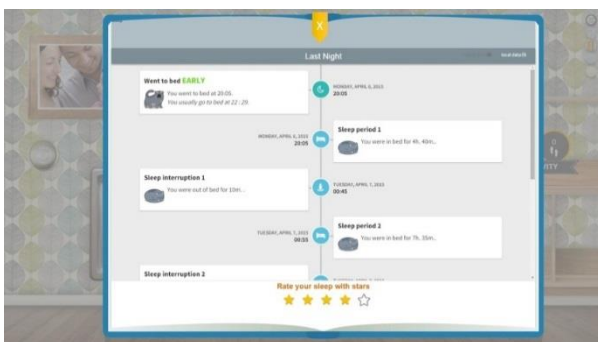 X
Last Night
Went to bed EARLY
You went to bed at 20:05.
You usually go to bed at 22:29.
MONDAY, APRIL 6, 2015
20:05
MONDAY, APRIL 6, 2015
20:05
Sleep period 1
You were in bed for 4h. 40m..
Sleep interruption 1
You were out of bed for 10m..
TUESDAY, APRIL 7, 2015
00:45
TUESDAY, APRIL 7, 2015
Sleep period 2
You were in bed for 7h. 35m..
Sleep interruption 2
Rate your sleep with stars